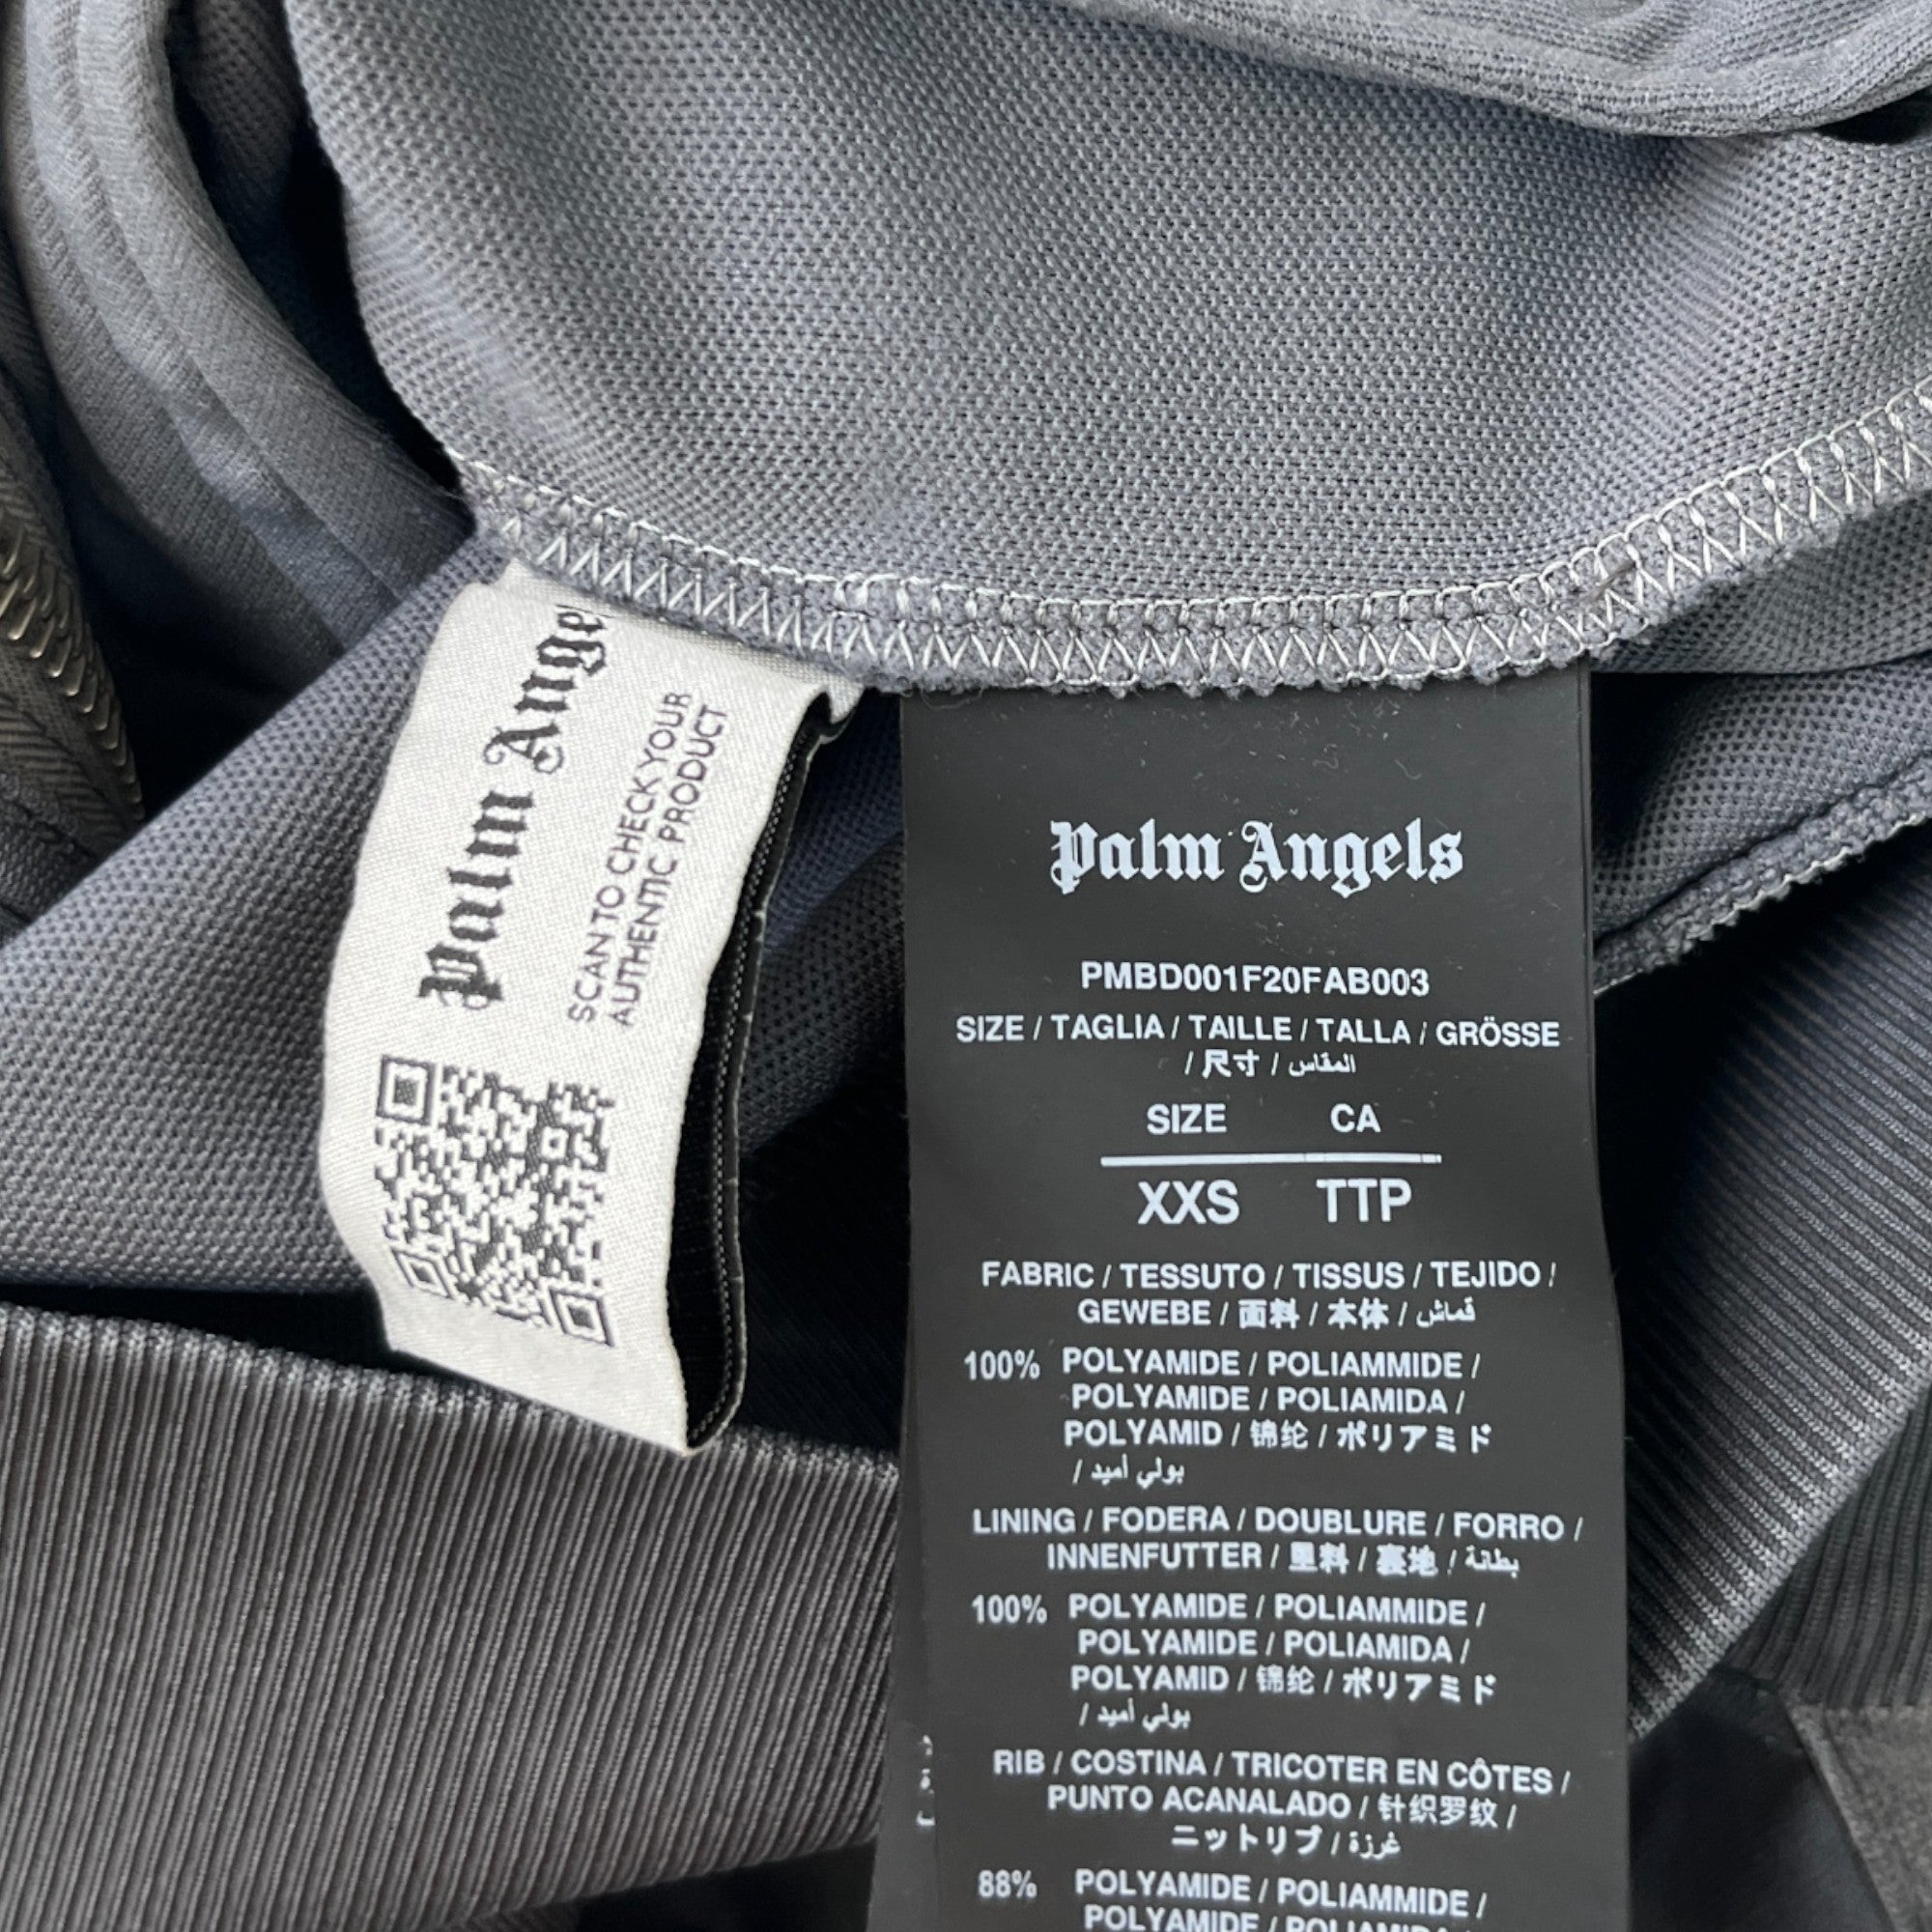 Palm Ange
SCAN TO CHECK YOUR
AUTHENTIC PRODUCT
Palm Angels
PMBD001F20FAB003
SIZE / TAGLIA / TAILLE / TALLA / GRÖSSE
/ 尺寸 / المقاس
SIZE CA
XXS TTP
FABRIC / TESSUTO / TISSUS / TEJIDO /
GEWEBE / 面料 / 本体 / قماش
100% POLYAMIDE / POLIAMMIDE /
POLYAMIDE / POLIAMIDA /
POLYAMID / 锦纶 / ポリアミド
/ بولي أميد
LINING / FODERA / DOUBLURE / FORRO /
INNENFUTTER / 里料 / 裏地 / بطانة
100% POLYAMIDE / POLIAMMIDE /
POLYAMIDE / POLIAMIDA /
POLYAMID / 锦纶 / ポリアミド
/ بولي أميد
RIB / COSTINA / TRICOTER EN CÔTES /
PUNTO ACANALADO / 针织罗纹 /
ニットリブ / غرزة
88% POLYAMIDE / POLIAMMIDE /
POLYAMIDE / POLIAMIDA /